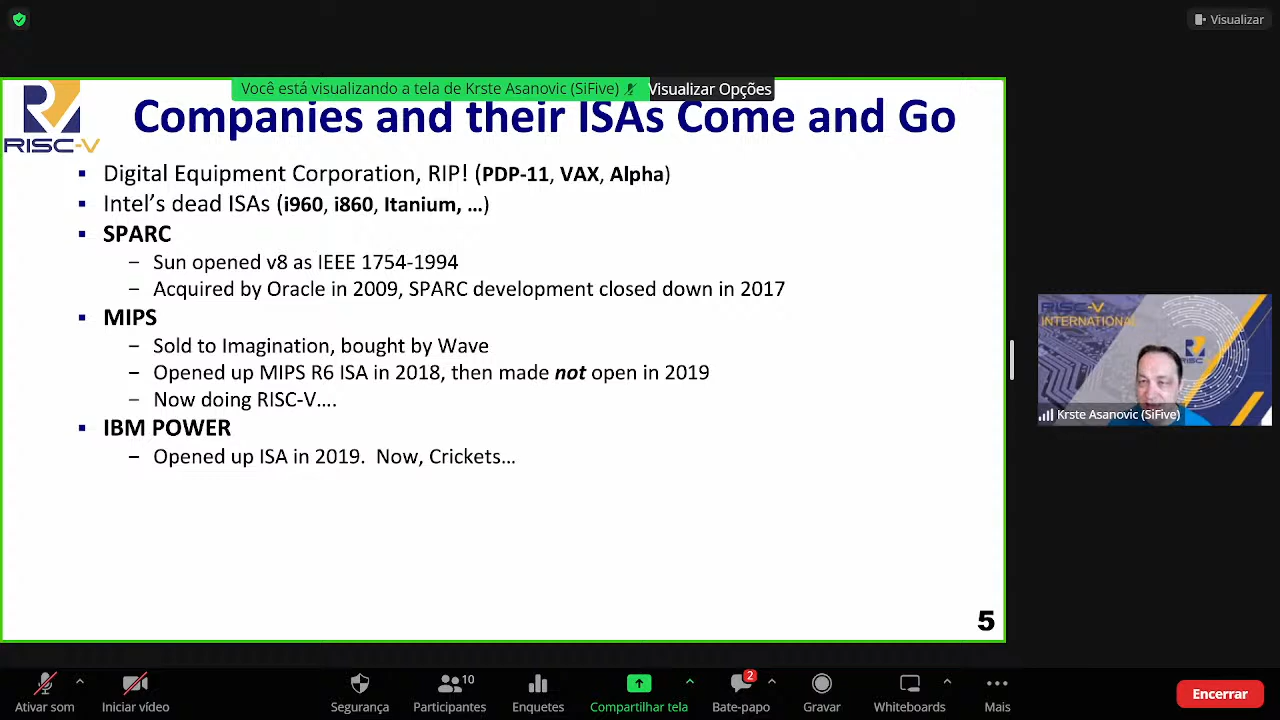 Visualizar
Você está visualizando a tela de Krste Asanovic (SiFive)
Visualizar Opções
RISC-V
Companies and their ISAs Come and Go
▪ Digital Equipment Corporation, RIP! (PDP-11, VAX, Alpha)
▪ Intel’s dead ISAs (i960, i860, Itanium, …)
▪ SPARC
– Sun opened v8 as IEEE 1754-1994
– Acquired by Oracle in 2009, SPARC development closed down in 2017
▪ MIPS
– Sold to Imagination, bought by Wave
– Opened up MIPS R6 ISA in 2018, then made not open in 2019
– Now doing RISC-V….
▪ IBM POWER
– Opened up ISA in 2019. Now, Crickets…
5
RISC-V
INTERNATIONAL
RISC
Krste Asanovic (SiFive)
Ativar som
Iniciar vídeo
Segurança
10
Participantes
Enquetes
Compartilhar tela
2
Bate-papo
Gravar
Whiteboards
Mais
Encerrar